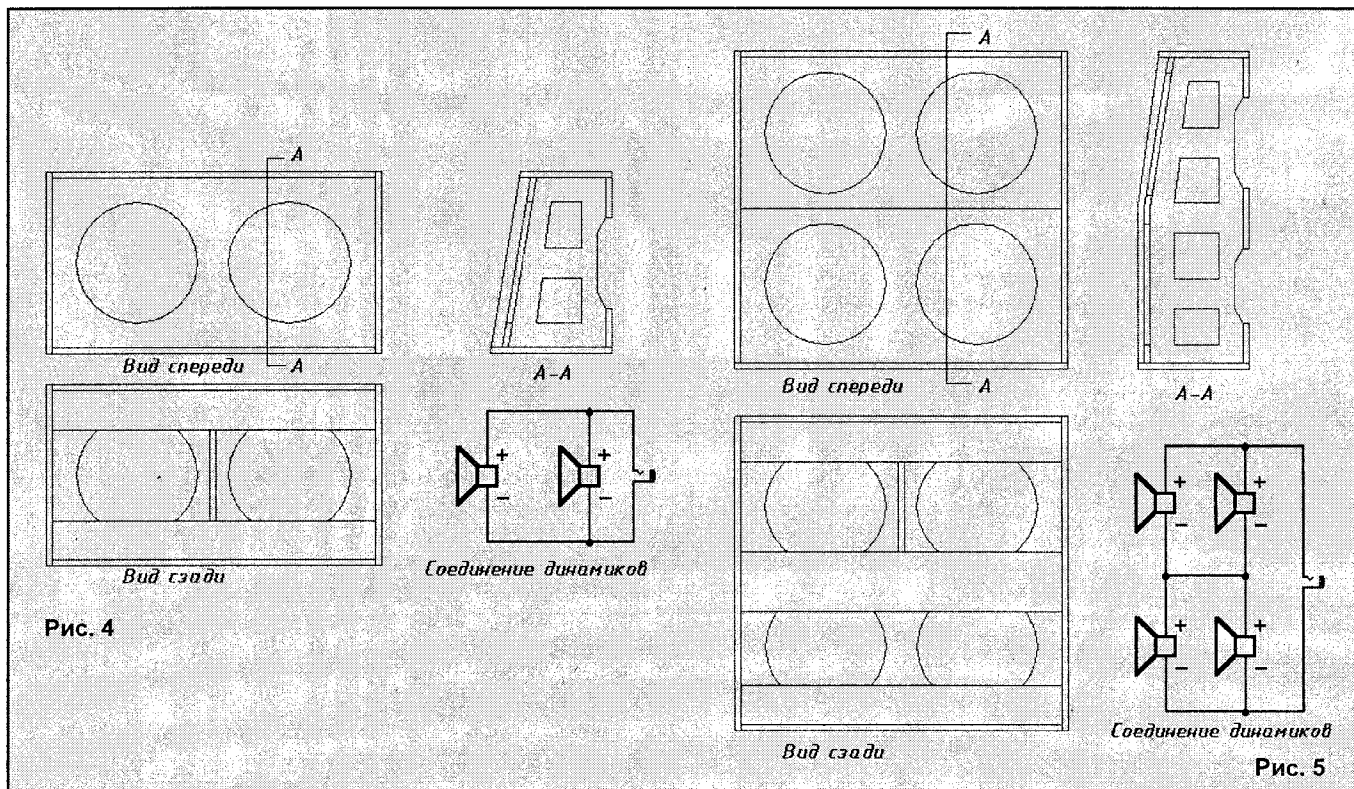 А
А
Вид спереди
А-А
Вид сзади
+
−
+
−
Соединение динамиков
Рис. 4
А
А
Вид спереди
А-А
Вид сзади
+
−
+
−
+
−
+
−
Соединение динамиков
Рис. 5